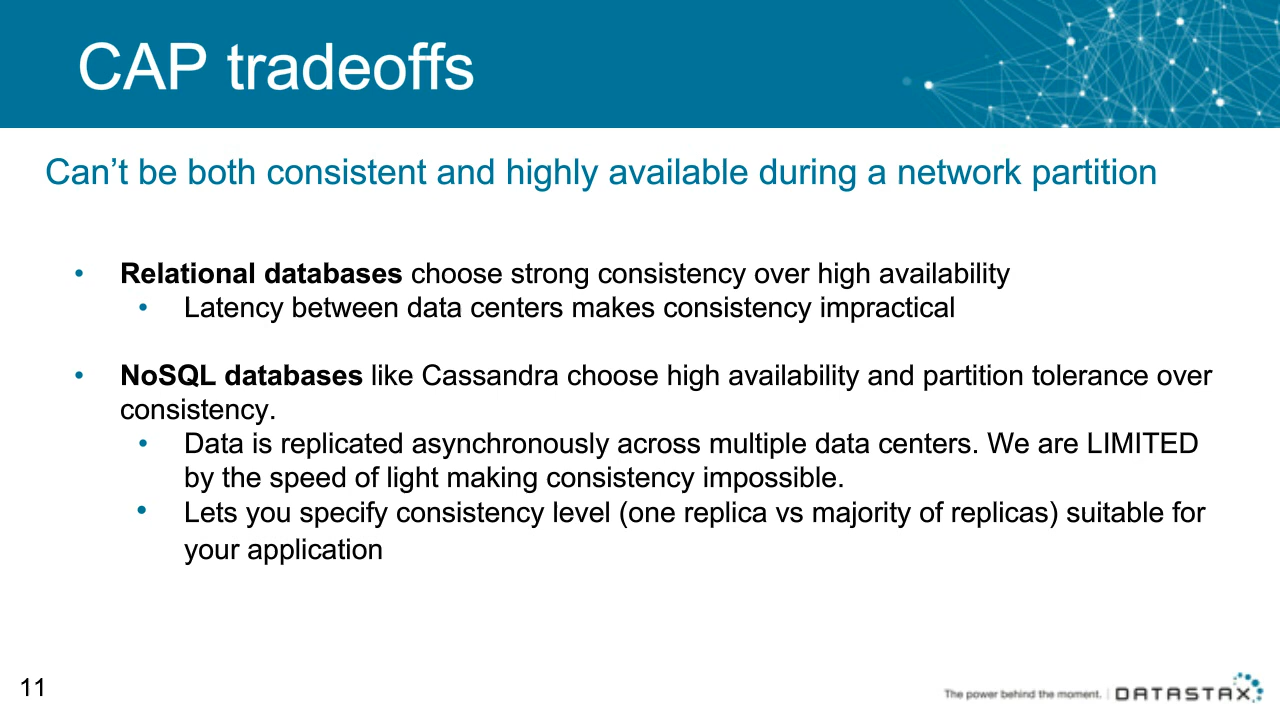 CAP tradeoffs
Can’t be both consistent and highly available during a network partition
• Relational databases choose strong consistency over high availability
• Latency between data centers makes consistency impractical
• NoSQL databases like Cassandra choose high availability and partition tolerance over
consistency.
• Data is replicated asynchronously across multiple data centers. We are LIMITED
by the speed of light making consistency impossible.
• Lets you specify consistency level (one replica vs majority of replicas) suitable for
your application
11
The power behind the moment. | DATASTAX